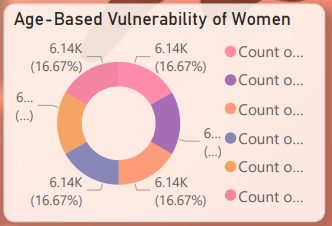 Age-Based Vulnerability of Women
6.14K
(16.67%)
6.14K
(16.67%)
6...
(...)
6...
(...)
6.14K
(16.67%)
6.14K
(16.67%)
Count o...
Count o...
Count o...
Count o...
Count o...
Count o...